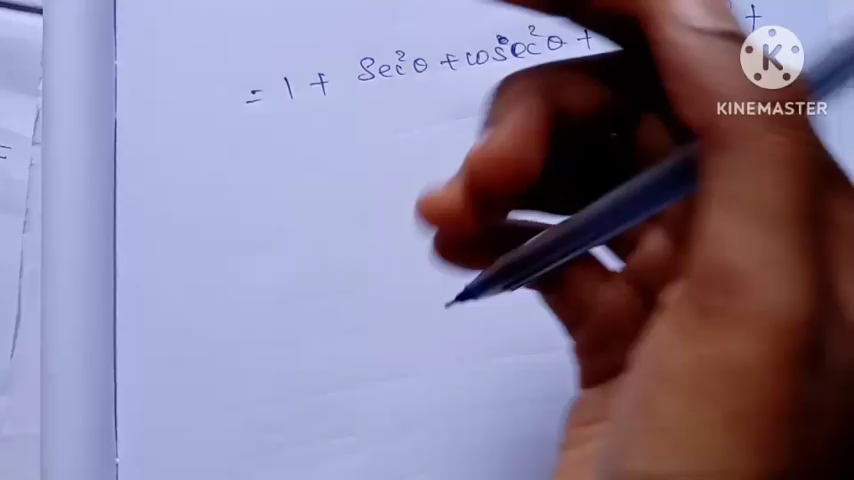 = 1 + Sec²θ + cosec²θ + +
KINEMASTER
=